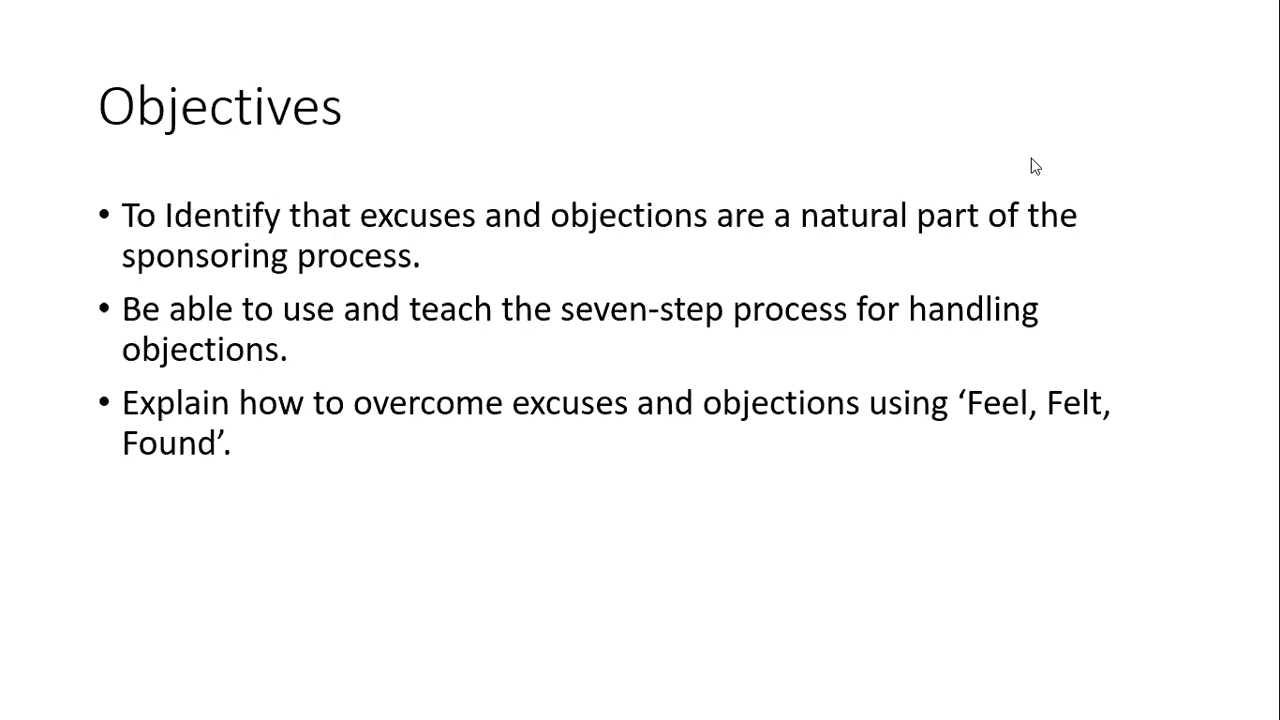 Objectives
• To Identify that excuses and objections are a natural part of the
sponsoring process.
• Be able to use and teach the seven-step process for handling
objections.
• Explain how to overcome excuses and objections using ‘Feel, Felt,
Found’.